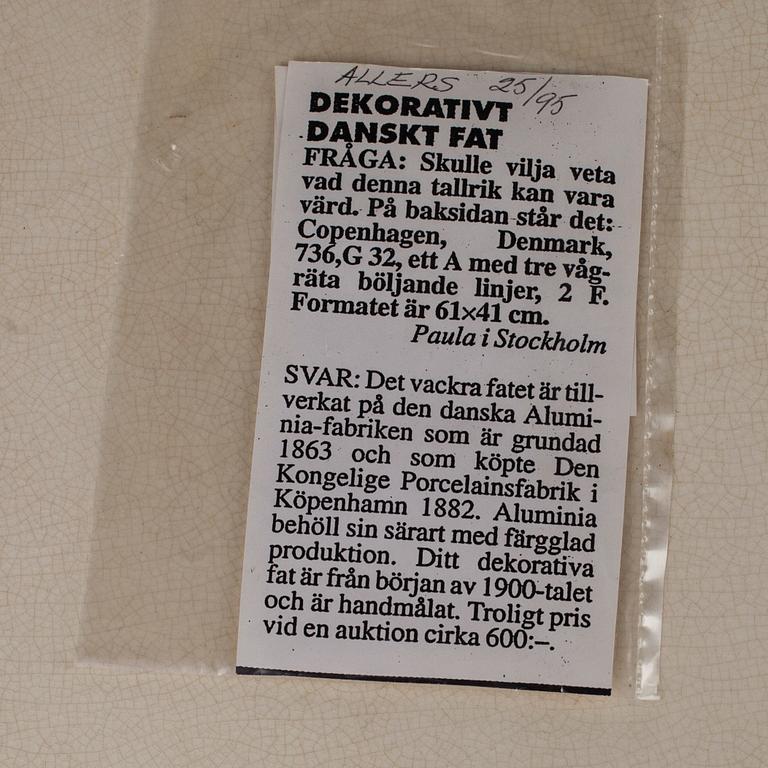 ALLERS 25/95
DEKORATIVT
DANSKT FAT
FRÅGA: Skulle vilja veta
vad denna tallrik kan vara
värd. På baksidan står det:
Copenhagen, Denmark,
736,G 32, ett A med tre våg-
räta böljande linjer, 2 F.
Formatet är 61×41 cm.
Paula i Stockholm
SVAR: Det vackra fatet är till-
verkat på den danska Alumi-
nia-fabriken som är grundad
1863 och som köpte Den
Kongelige Porcelainsfabrik i
Köpenhamn 1882. Aluminia
behöll sin särart med färgglad
produktion. Ditt dekorativa
fat är från början av 1900-talet
och är handmålat. Troligt pris
vid en auktion cirka 600:–.